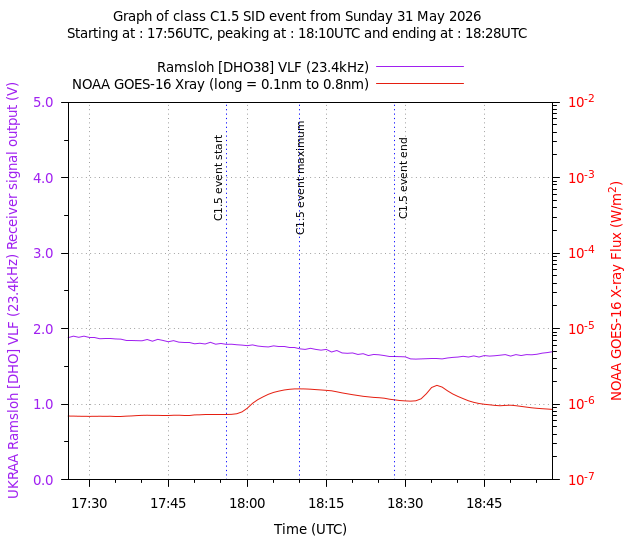 Graph of class C1.5 SID event from Sunday 31 May 2026
Starting at : 17:56UTC, peaking at : 18:10UTC and ending at : 18:28UTC
Ramsloh [DHO38] VLF (23.4kHz)
NOAA GOES-16 Xray (long = 0.1nm to 0.8nm)
UKRAA Ramsloh [DHO] VLF (23.4kHz) Receiver signal output (V)
5.0
4.0
3.0
2.0
1.0
0.0
C1.5 event start
C1.5 event maximum
C1.5 event end
10-2
10-3
10-4
10-5
10-6
10-7
NOAA GOES-16 X-ray Flux (W/m2)
17:30 17:45 18:00 18:15 18:30 18:45
Time (UTC)